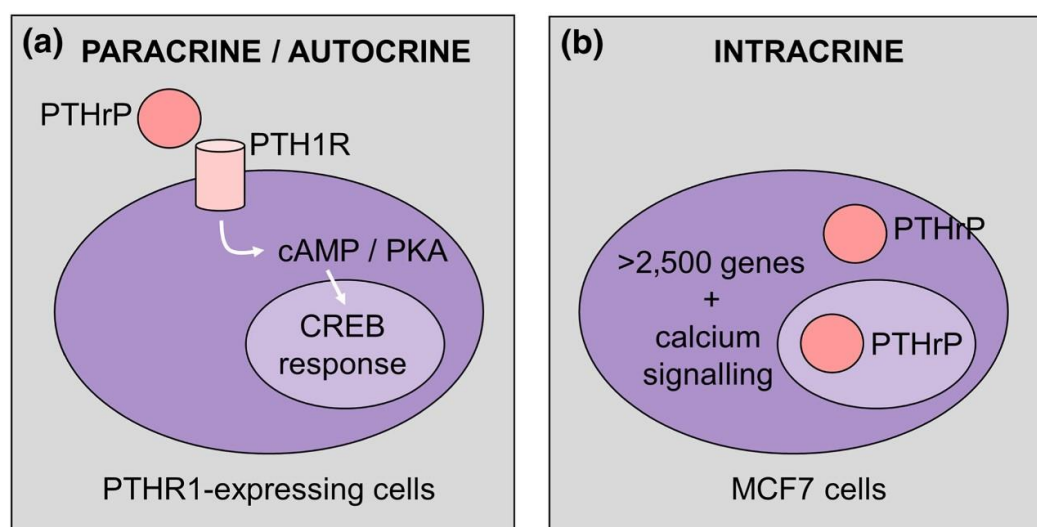 (a) PARACRINE / AUTOCRINE
PTHrP
PTH1R
cAMP / PKA
CREB
response
PTHR1-expressing cells
(b) INTRACRINE
PTHrP
>2,500 genes
+
calcium
signalling
PTHrP
MCF7 cells